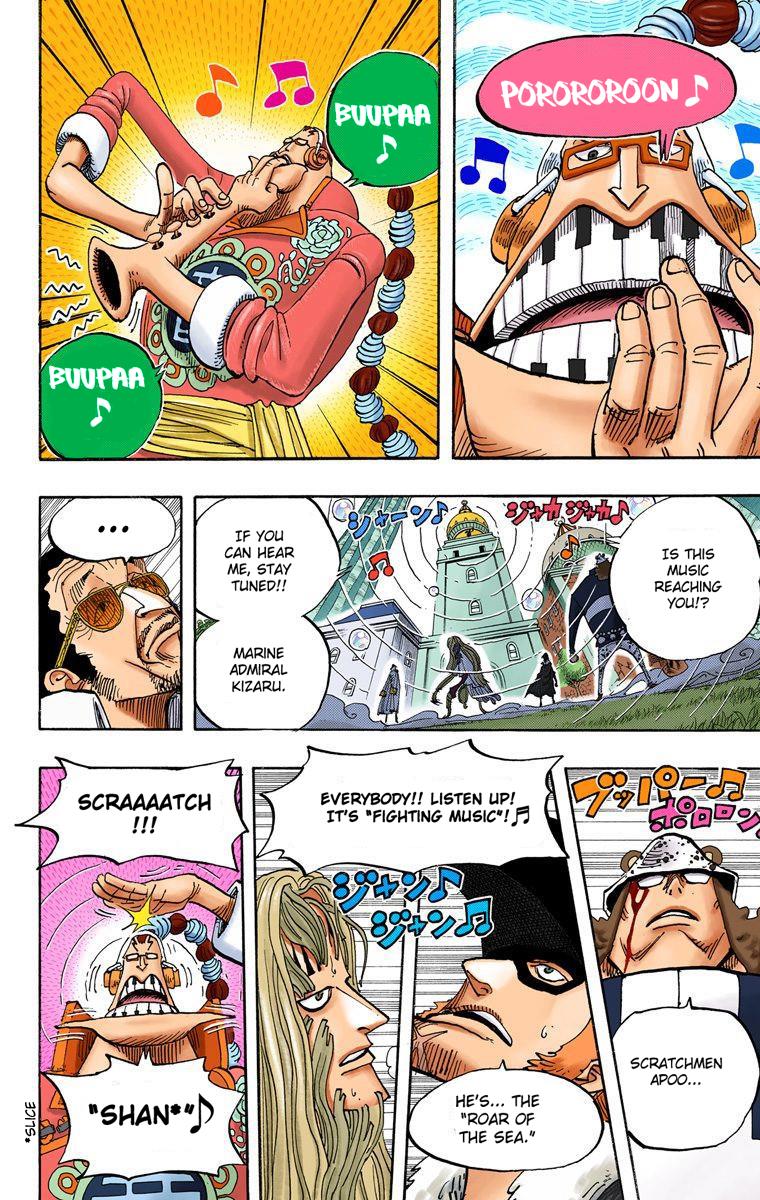 POROROROON♪
BUUPAA
♪
BUUPAA
♪
IS THIS
MUSIC
REACHING
YOU!?
ジャカ ジャカ♪
シャーン♪
IF YOU
CAN HEAR
ME, STAY
TUNED!!
MARINE
ADMIRAL
KIZARU.
...
ブッパー♫
ポロロン♪
SCRATCHMEN
APOO...
EVERYBODY!! LISTEN UP!
IT'S "FIGHTING MUSIC"!♫
ジャン♪
ジャン♫
HE'S... THE
"ROAR OF
THE SEA."
SCRAAAATCH
!!!
"SHAN*"♪
*SLICE